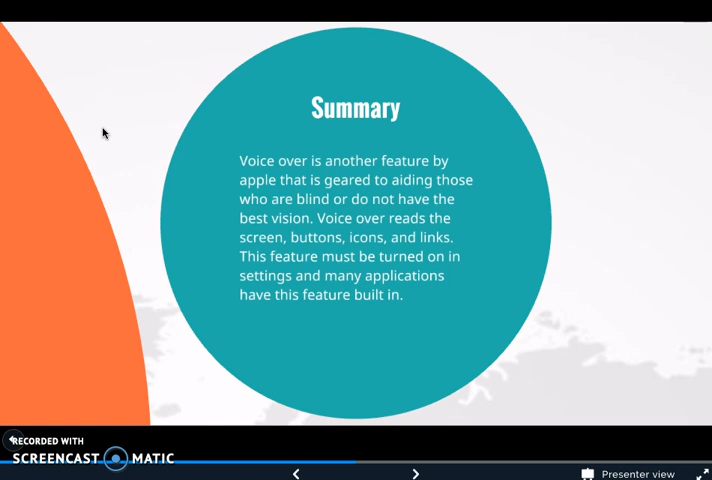 Summary
Voice over is another feature by
apple that is geared to aiding those
who are blind or do not have the
best vision. Voice over reads the
screen, buttons, icons, and links.
This feature must be turned on in
settings and many applications
have this feature built in.
RECORDED WITH
SCREENCAST MATIC
Presenter view